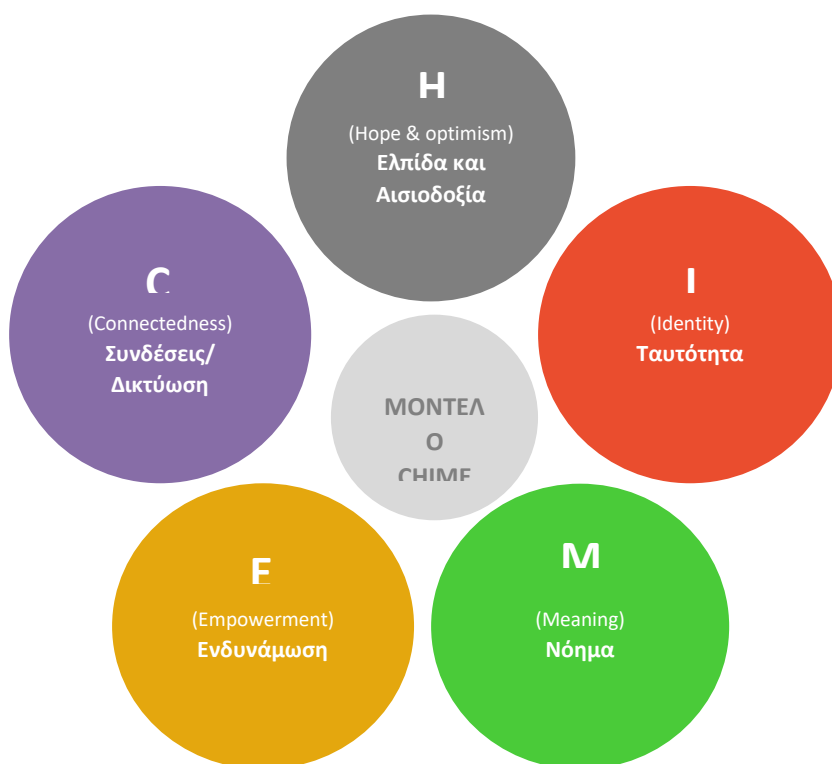 H
(Hope & optimism)
Ελπίδα και
Αισιοδοξία
C
(Connectedness)
Συνδέσεις/
Δικτύωση
I
(Identity)
Ταυτότητα
ΜΟΝΤΕΛ
Ο
CHIME
E
(Empowerment)
Ενδυνάμωση
M
(Meaning)
Νόημα